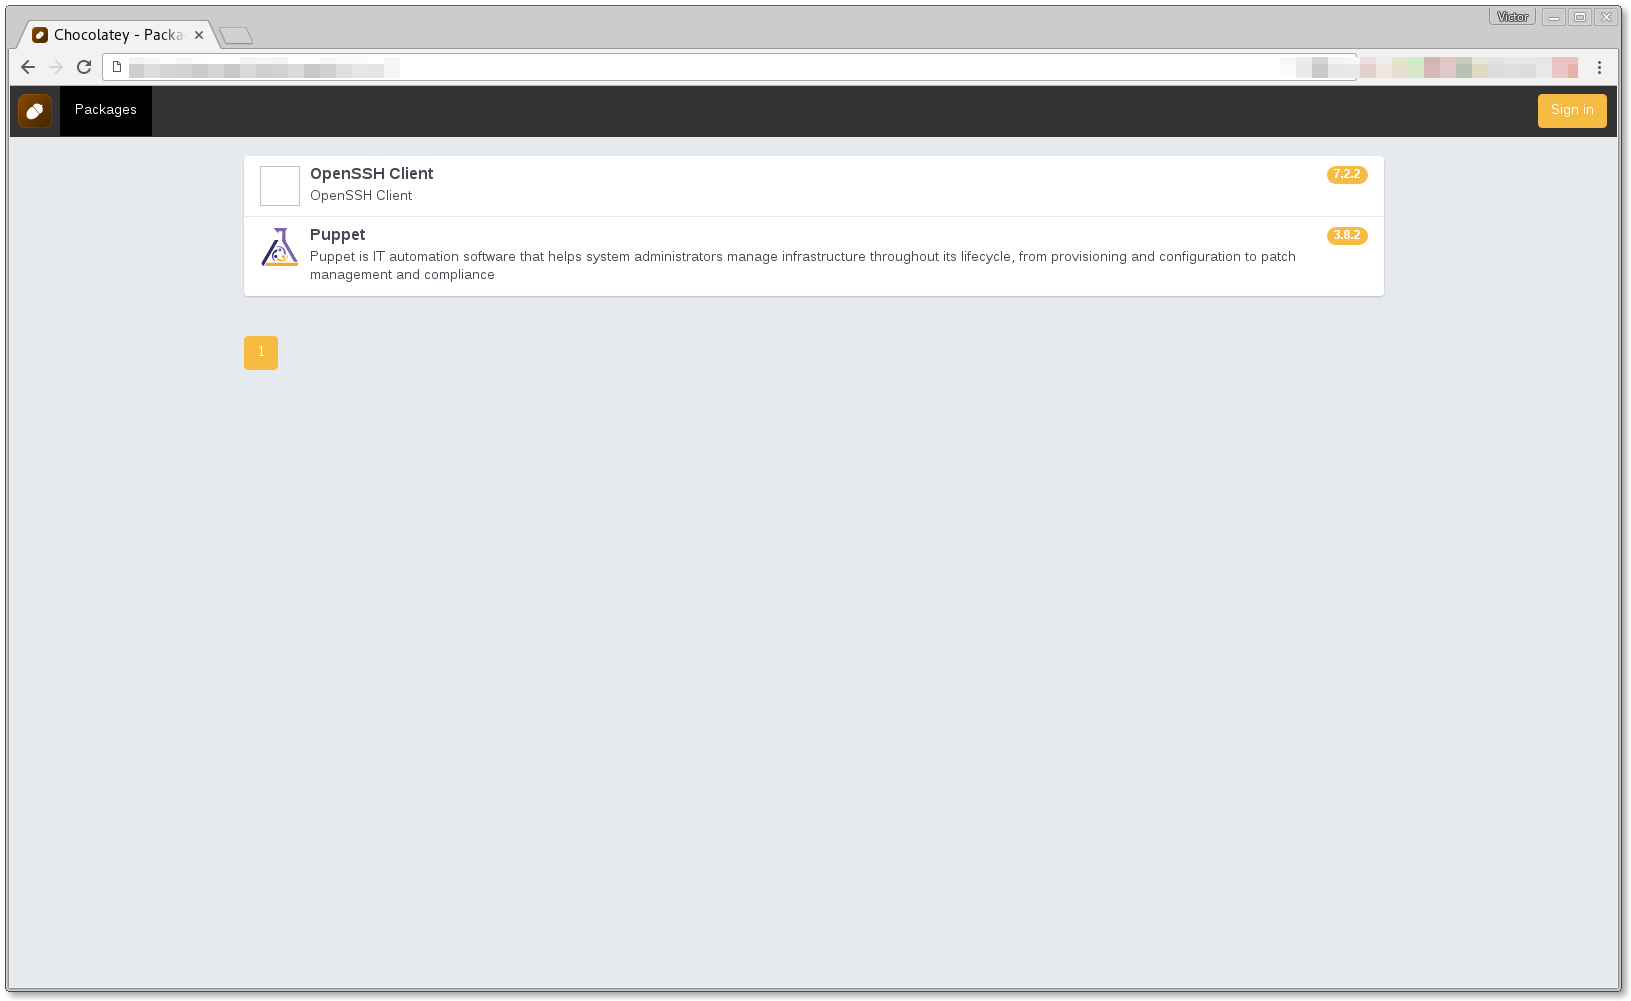 Victor
Chocolatey - Packa
Packages
Sign in
OpenSSH Client
7.2.2
OpenSSH Client
Puppet
3.8.2
Puppet is IT automation software that helps system administrators manage infrastructure throughout its lifecycle, from provisioning and configuration to patch
management and compliance
1